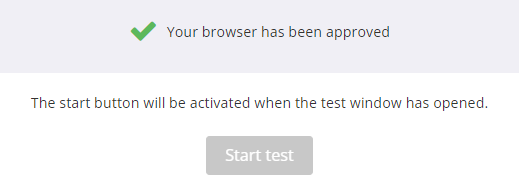 Your browser has been approved
The start button will be activated when the test window has opened.
Start test